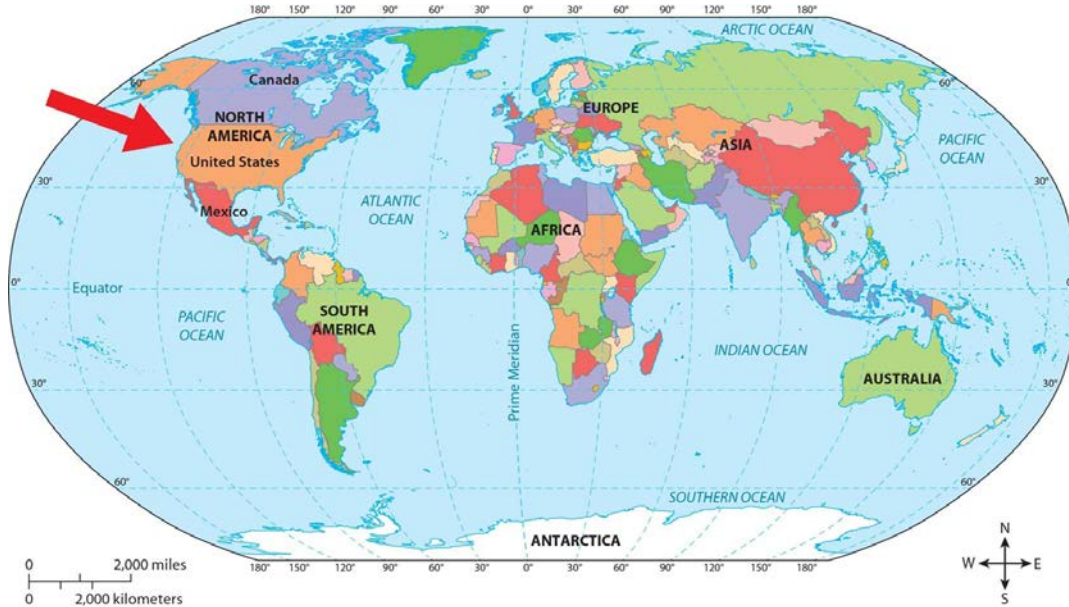 180° 150° 120° 90° 60° 30° 0° 30° 60° 90° 120° 150° 180°
ARCTIC OCEAN
60°
Canada
NORTH
AMERICA
United States
EUROPE
ASIA
PACIFIC
OCEAN
30°
30°
Mexico
ATLANTIC
OCEAN
AFRICA
0°
0°
Equator
PACIFIC
OCEAN
SOUTH
AMERICA
Prime Meridian
INDIAN OCEAN
AUSTRALIA
30°
30°
60°
60°
SOUTHERN OCEAN
ANTARCTICA
180° 150° 120° 90° 60° 30° 0° 30° 60° 90° 120° 150° 180°
0 2,000 miles
0 2,000 kilometers
N
W E
S